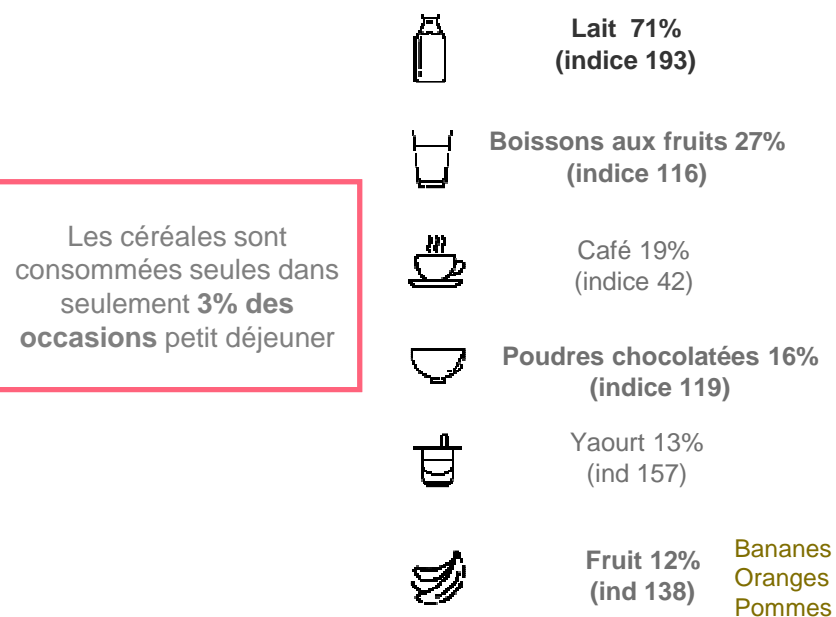 Lait 71%
(indice 193)
Boissons aux fruits 27%
(indice 116)
Les céréales sont
consommées seules dans
seulement 3% des
occasions petit déjeuner
Café 19%
(indice 42)
Poudres chocolatées 16%
(indice 119)
Yaourt 13%
(ind 157)
Fruit 12%
(ind 138)
Bananes
Oranges
Pommes